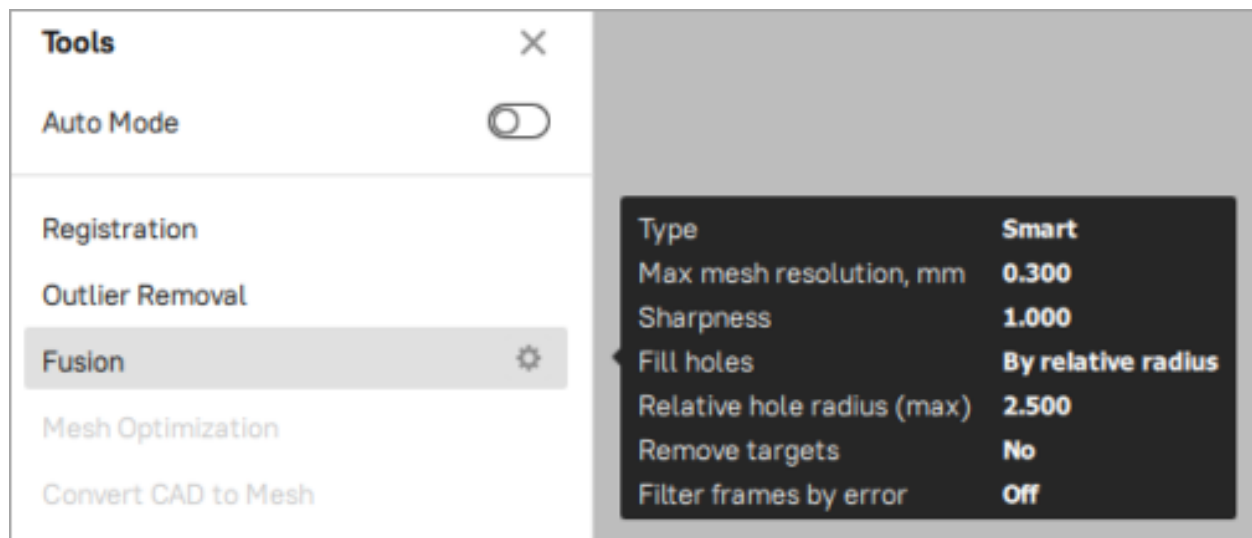 Tools
Auto Mode
Registration
Outlier Removal
Fusion
Mesh Optimization
Convert CAD to Mesh
Type Smart
Max mesh resolution, mm 0.300
Sharpness 1.000
Fill holes By relative radius
Relative hole radius (max) 2.500
Remove targets No
Filter frames by error Off